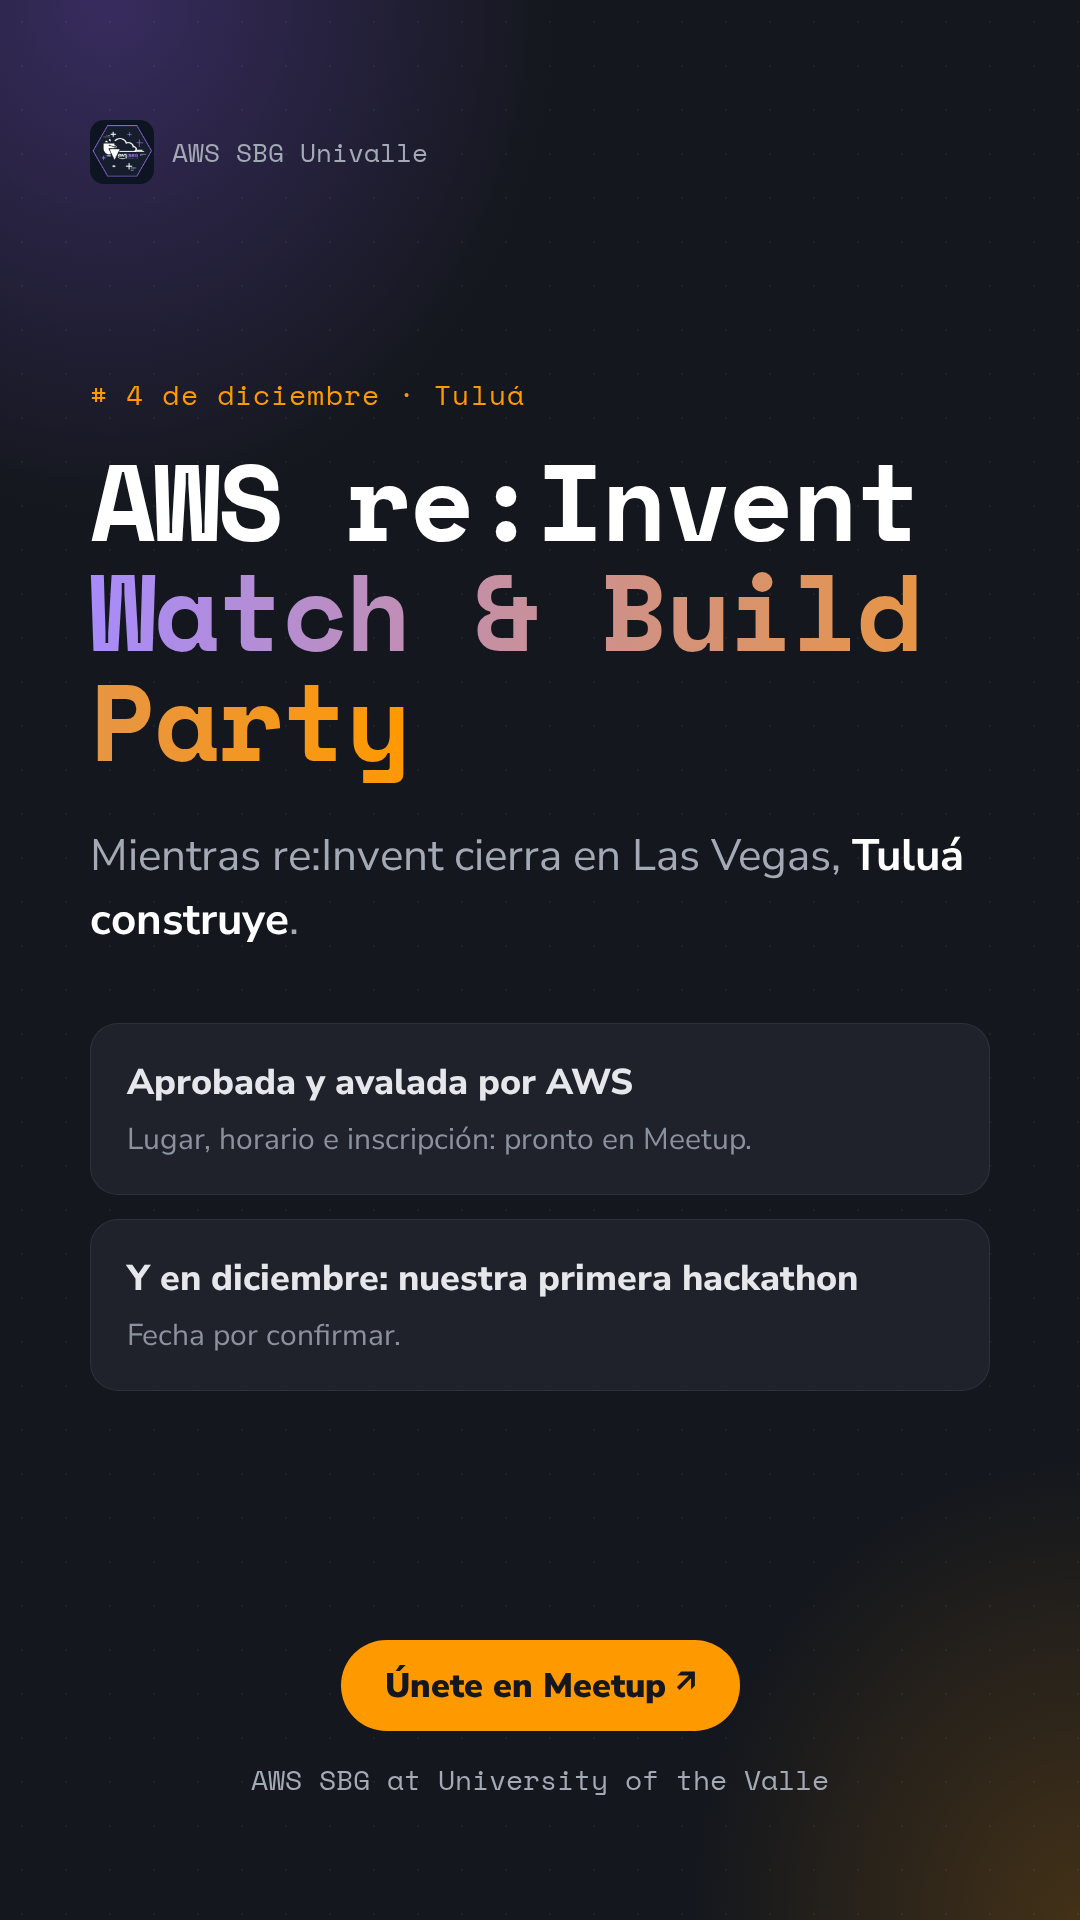 AWS SBG Univalle
# 4 de diciembre · Tuluá
AWS re:Invent
Watch & Build
Party
Mientras re:Invent cierra en Las Vegas, Tuluá
construye.
Aprobada y avalada por AWS
Lugar, horario e inscripción: pronto en Meetup.
Y en diciembre: nuestra primera hackathon
Fecha por confirmar.
Únete en Meetup ↗
AWS SBG at University of the Valle